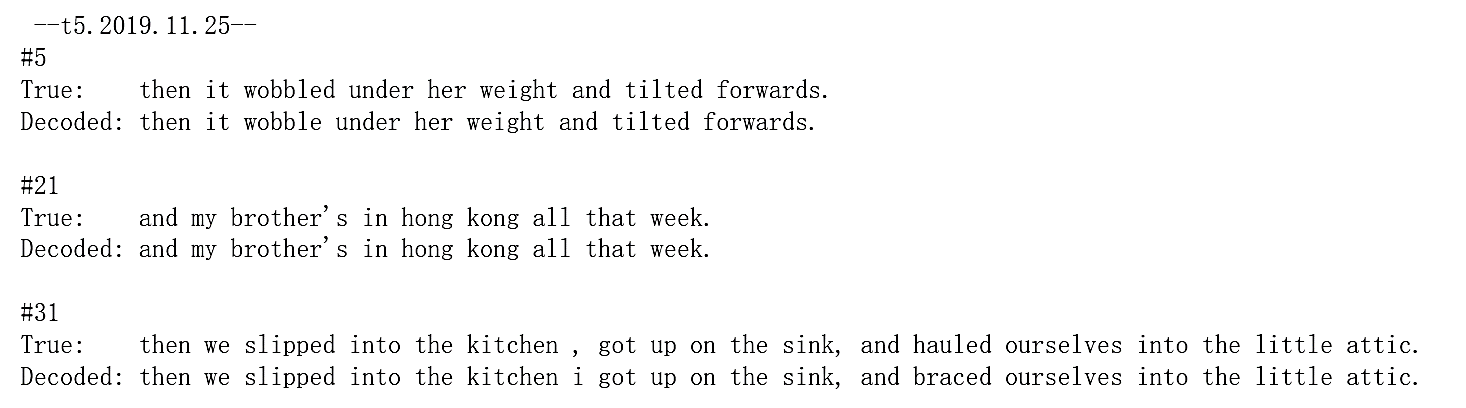 --t5.2019.11.25--
#5
True: then it wobbled under her weight and tilted forwards.
Decoded: then it wobble under her weight and tilted forwards.
#21
True: and my brother's in hong kong all that week.
Decoded: and my brother's in hong kong all that week.
#31
True: then we slipped into the kitchen , got up on the sink, and hauled ourselves into the little attic.
Decoded: then we slipped into the kitchen i got up on the sink, and braced ourselves into the little attic.